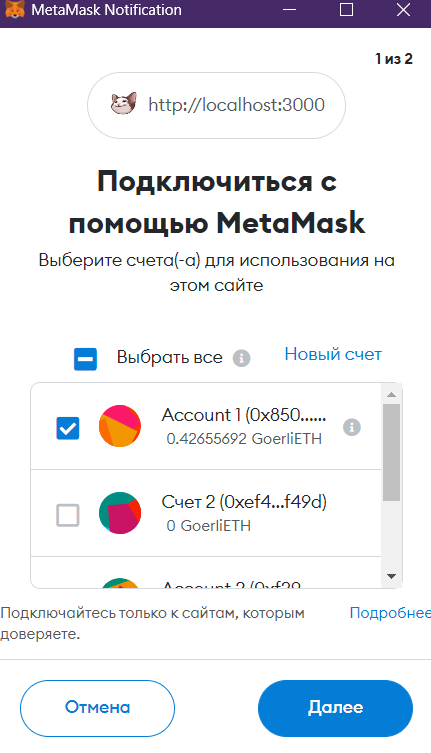 MetaMask Notification
1 из 2
http://localhost:3000
Подключиться с
помощью MetaMask
Выберите счета(-а) для использования на
этом сайте
Выбрать все
Новый счет
Account 1 (0x850......
0.42655692 GoerliETH
Счет 2 (0xef4...f49d)
0 GoerliETH
Подключайтесь только к сайтам, которым
доверяете.
Подробнее
Отмена
Далее